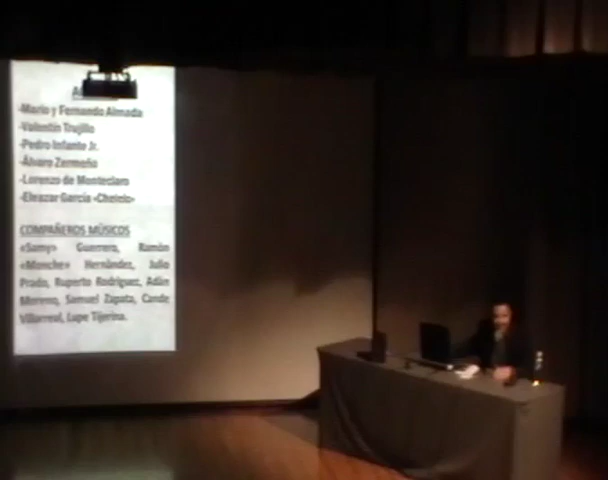 -Mario y Fernando Almada
-Valentín Trujillo
-Pedro Infante Jr.
-Álvaro Zermeño
-Lorenzo de Monteclaro
-Eleazar García «Chelelo»
COMPAÑEROS MÚSICOS
«Samy» Guerrero, Ramón
«Monche» Hernández, Julio
Prado, Ruperto Rodríguez, Adán
Moreno, Samuel Zapata, Cande
Villarreal, Lupe Tijerina.